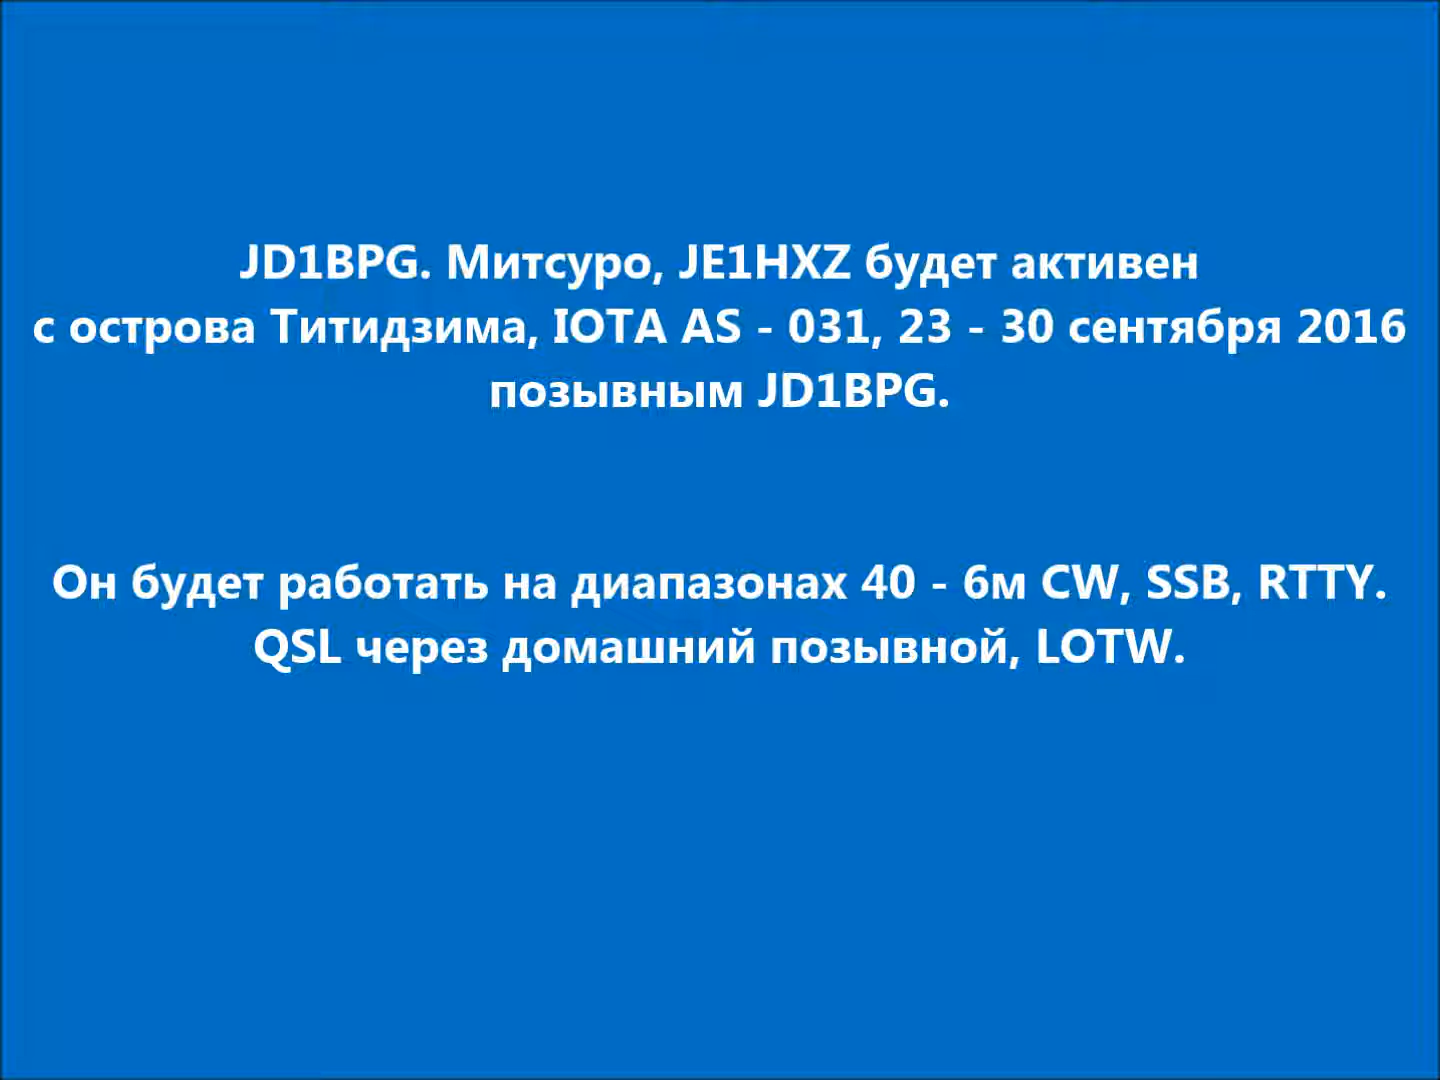 JD1BPG. Митсуро, JE1HXZ будет активен
с острова Титидзима, IOTA AS - 031, 23 - 30 сентября 2016
позывным JD1BPG.
Он будет работать на диапазонах 40 - 6м CW, SSB, RTTY.
QSL через домашний позывной, LOTW.